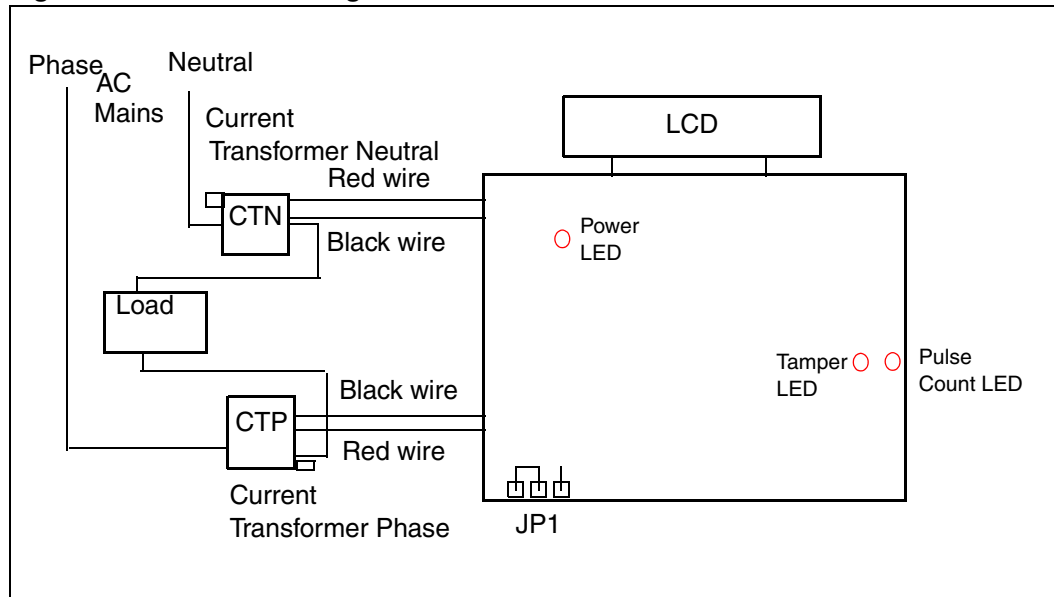 Phase
AC
Mains
Neutral
Current
Transformer Neutral
Red wire
CTN
Black wire
LCD
Power
LED
Load
Tamper
LED
Pulse
Count LED
Black wire
CTP
Red wire
Current
Transformer Phase
JP1